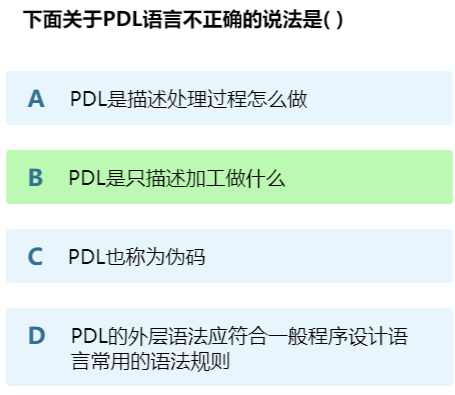 下面关于PDL语言不正确的说法是( )
A PDL是描述处理过程怎么做
B PDL是只描述加工做什么
C PDL也称为伪码
D PDL的外层语法应符合一般程序设计语
言常用的语法规则